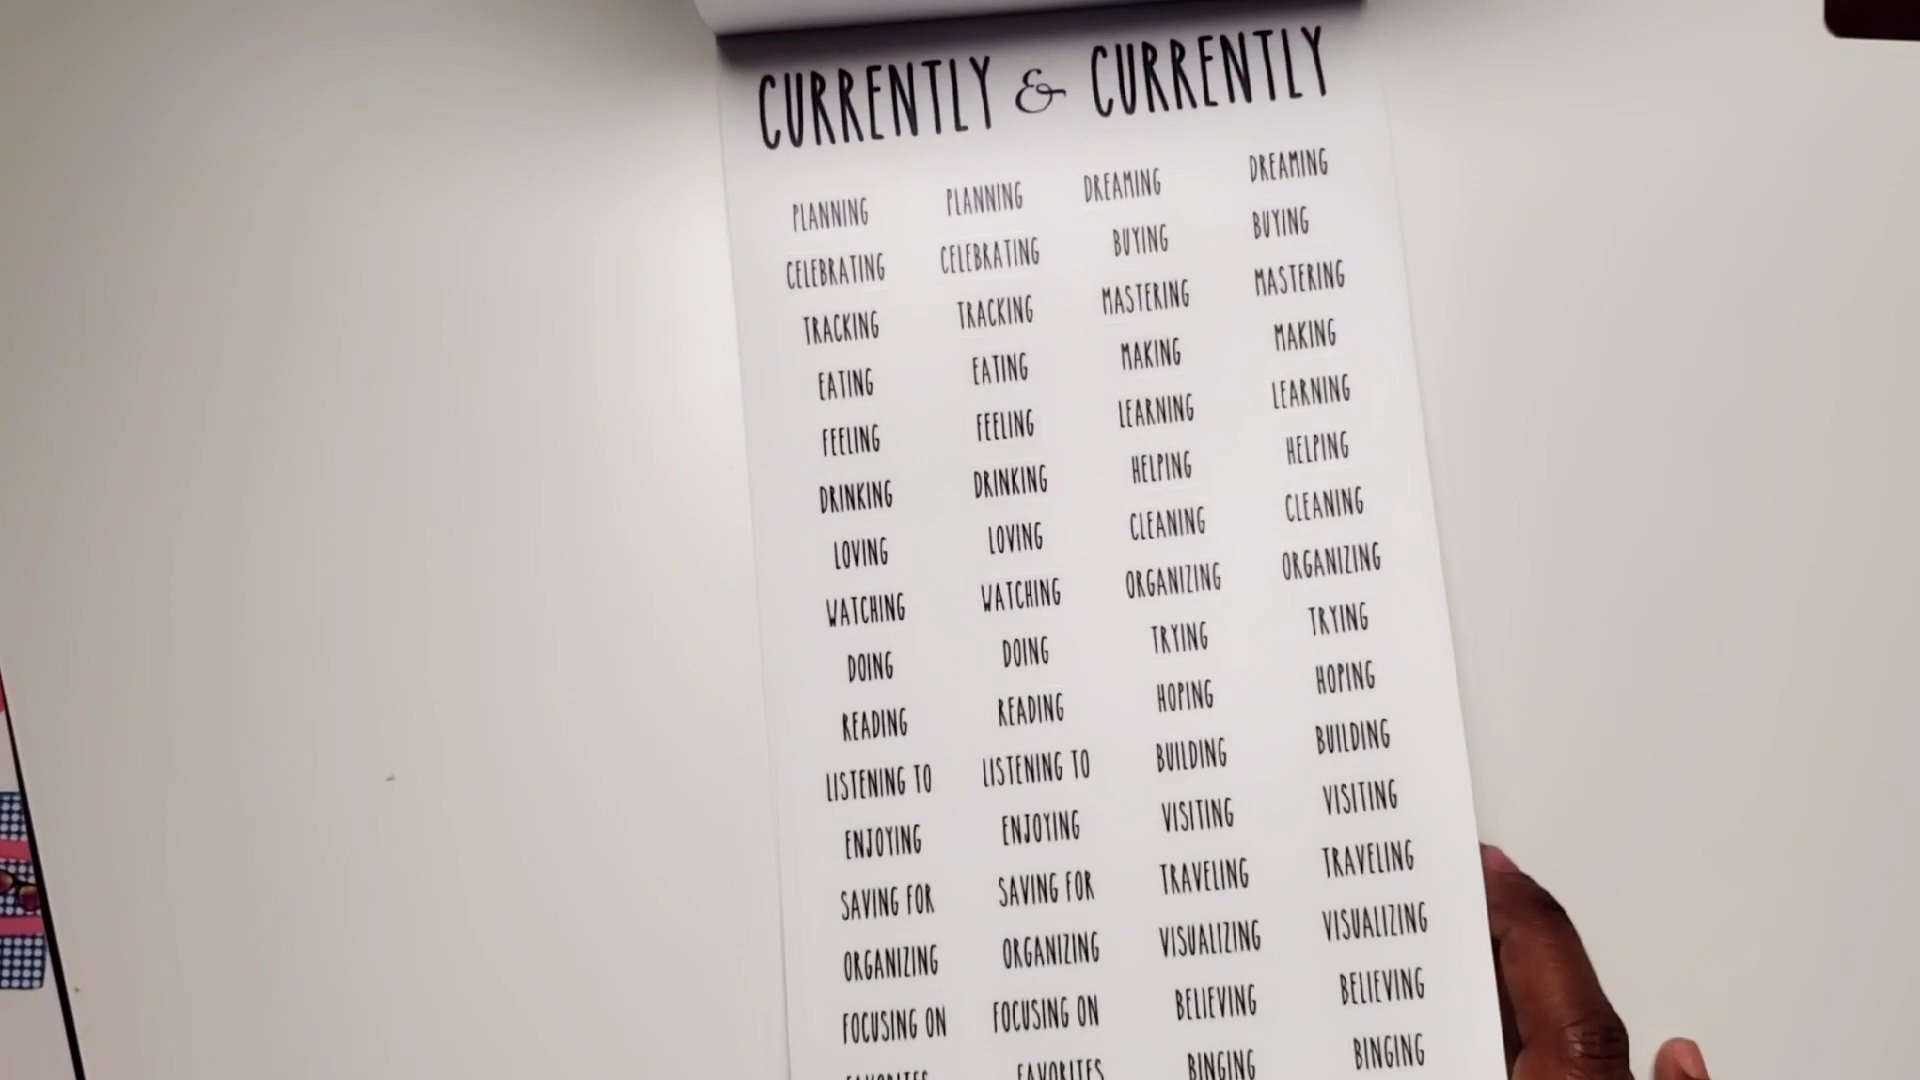 CURRENTLY & CURRENTLY
PLANNING PLANNING DREAMING DREAMING
CELEBRATING CELEBRATING BUYING BUYING
TRACKING TRACKING MASTERING MASTERING
EATING EATING MAKING MAKING
FEELING FEELING LEARNING LEARNING
DRINKING DRINKING HELPING HELPING
LOVING LOVING CLEANING CLEANING
WATCHING WATCHING ORGANIZING ORGANIZING
DOING DOING TRYING TRYING
READING READING HOPING HOPING
LISTENING TO LISTENING TO BUILDING BUILDING
ENJOYING ENJOYING VISITING VISITING
SAVING FOR SAVING FOR TRAVELING TRAVELING
ORGANIZING ORGANIZING VISUALIZING VISUALIZING
FOCUSING ON FOCUSING ON BELIEVING BELIEVING
FAVORITES FAVORITES BINGING BINGING